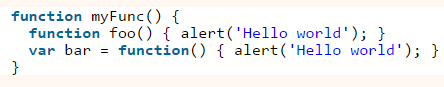 function myFunc() {
  function foo() { alert('Hello world'); }
  var bar = function() { alert('Hello world'); }
}